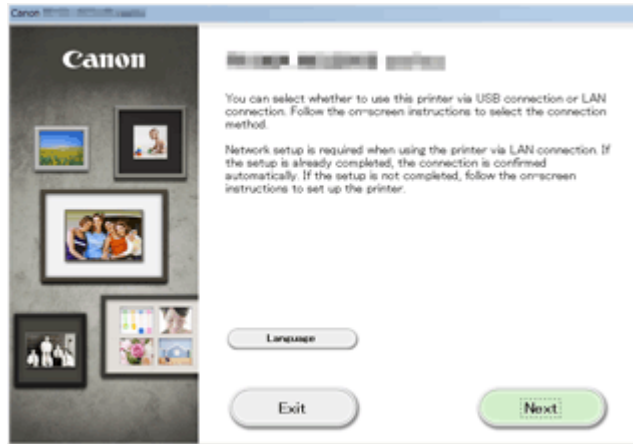 Canon
Canon
series
You can select whether to use this printer via USB connection or LAN
connection. Follow the on-screen instructions to select the connection
method.
Network setup is required when using the printer via LAN connection. If
the setup is already completed, the connection is confirmed
automatically. If the setup is not completed, follow the on-screen
instructions to set up the printer.
Language
Exit
Next